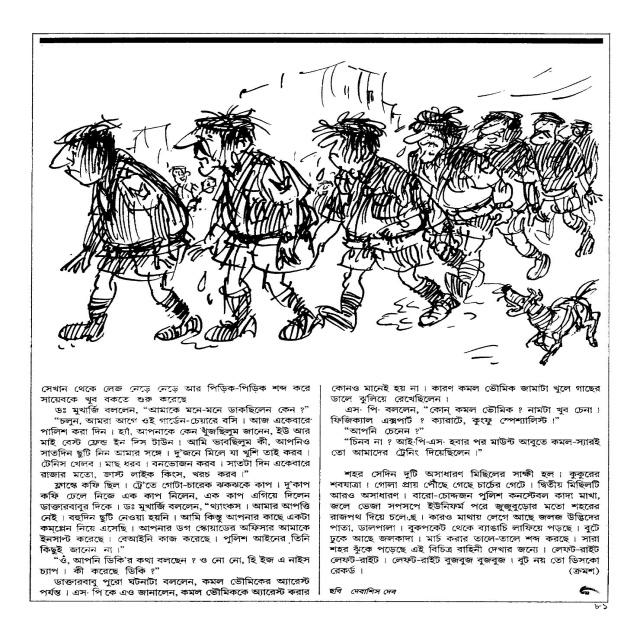 সেখান থেকে লেজ নেড়ে নেড়ে আর পিড়িক-পিড়িক শব্দ করে
সায়েবকে খুব বকতে শুরু করেছে
ডঃ মুখার্জি বললেন, “আমাকে মনে-মনে ডাকছিলেন কেন ?”
“চলুন, আমরা আগে ওই গার্ডেন-চেয়ারে বসি । আজ একেবারে
পালিশ করা দিন । হ্যাঁ, আপনাকে কেন খুঁজছিলুম জানেন, ইউ আর
মাই বেস্ট ফ্রেন্ড ইন দিস টাউন । আমি ভাবছিলুম কী, আপনিও
সাতদিন ছুটি নিন আমার সঙ্গে । দু'জনে মিলে যা খুশি তাই করব ।
টেনিস খেলব । মাছ ধরব । বনভোজন করব । সাতটা দিন একেবারে
রাজার মতো, জাস্ট লাইক কিংস, খরচ করব ।”
ফ্লাস্কে কফি ছিল । ট্রে'তে গোটা-চারেক ঝকঝকে কাপ । দু'কাপ
কফি ঢেলে নিজে এক কাপ নিলেন, এক কাপ এগিয়ে দিলেন
ডাক্তারবাবুর দিকে । ডঃ মুখার্জি বললেন, “থ্যাংকস । আমার আপত্তি
নেই । বহুদিন ছুটি নেওয়া হয়নি । আমি কিন্তু আপনার কাছে একটা
কমপ্লেন নিয়ে এসেছি । আপনার ডগ স্কোয়াডের অফিসার আমাকে
ইনসাল্ট করেছে । বেআইনি কাজ করেছে । পুলিশ আইনের তিনি
কিছুই জানেন না ।”
“ওঁ, আপনি ডিকি'র কথা বলছেন ? ও নো নো, হি ইজ এ নাইস
চ্যাপ । কী করেছে ডিকি ?”
ডাক্তারবাবু পুরো ঘটনাটা বললেন, কমল ভৌমিকের অ্যারেস্ট
পর্যন্ত । এস· পি কে এও জানালেন, কমল ভৌমিককে অ্যারেস্ট করার
কোনও মানেই হয় না । কারণ কমল ভৌমিক জামাটা খুলে গাছের
ডালে ঝুলিয়ে রেখেছিলেন ।
এস· পি· বললেন, “কোন্ কমল ভৌমিক ? নামটা খুব চেনা ।
ফিজিক্যাল এক্সপার্ট ? ক্যারাটে, কুংফু স্পেশ্যালিস্ট !”
“আপনি চেনেন ?”
“চিনব না ? আই·পি·এস· হবার পর মাউন্ট আবুতে কমল-স্যারই
তো আমাদের ট্রেনিং দিয়েছিলেন ।”
শহর সেদিন দুটি অসাধারণ মিছিলের সাক্ষী হল । কুকুরের
শবযাত্রা । গোলা প্রায় পৌঁছে গেছে চার্চের গেটে । দ্বিতীয় মিছিলটি
আরও অসাধারণ । বারো-চোদ্দজন পুলিশ কনস্টেবল কাদা মাখা,
জলে ভেজা সপসপে ইউনিফর্ম পরে জুজুবুড়োর মতো শহরের
রাজপথ দিয়ে চলেছে । কারও মাথায় লেগে আছে জলজ উদ্ভিদের
পাতা, ডালপালা । বুকপকেট থেকে ব্যাঙাচি লাফিয়ে পড়ছে । বুটে
ঢুকে আছে জলকাদা । মার্চ করার তালে-তালে শব্দ করছে । সারা
শহর ঝুঁকে পড়েছে এই বিচিত্র বাহিনী দেখার জন্যে । লেফট-রাইট
লেফট-রাইট । লেফট-রাইট বুজবুজ বুজবুজ । বুট নয় তো ডিসকো
রেকর্ড । (ক্রমশ)
ছবি দেবাশিস দেব
৮১